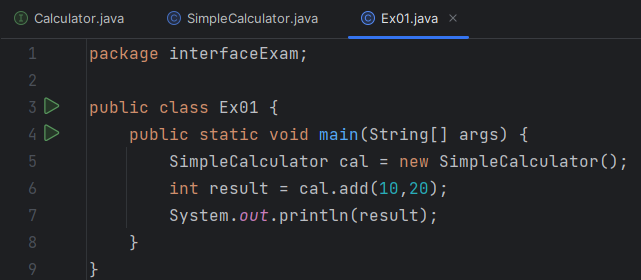 Calculator.java SimpleCalculator.java Ex01.java
1 package interfaceExam;
2
3 public class Ex01 {
4 public static void main(String[] args) {
5 SimpleCalculator cal = new SimpleCalculator();
6 int result = cal.add(10,20);
7 System.out.println(result);
8 }
9 }